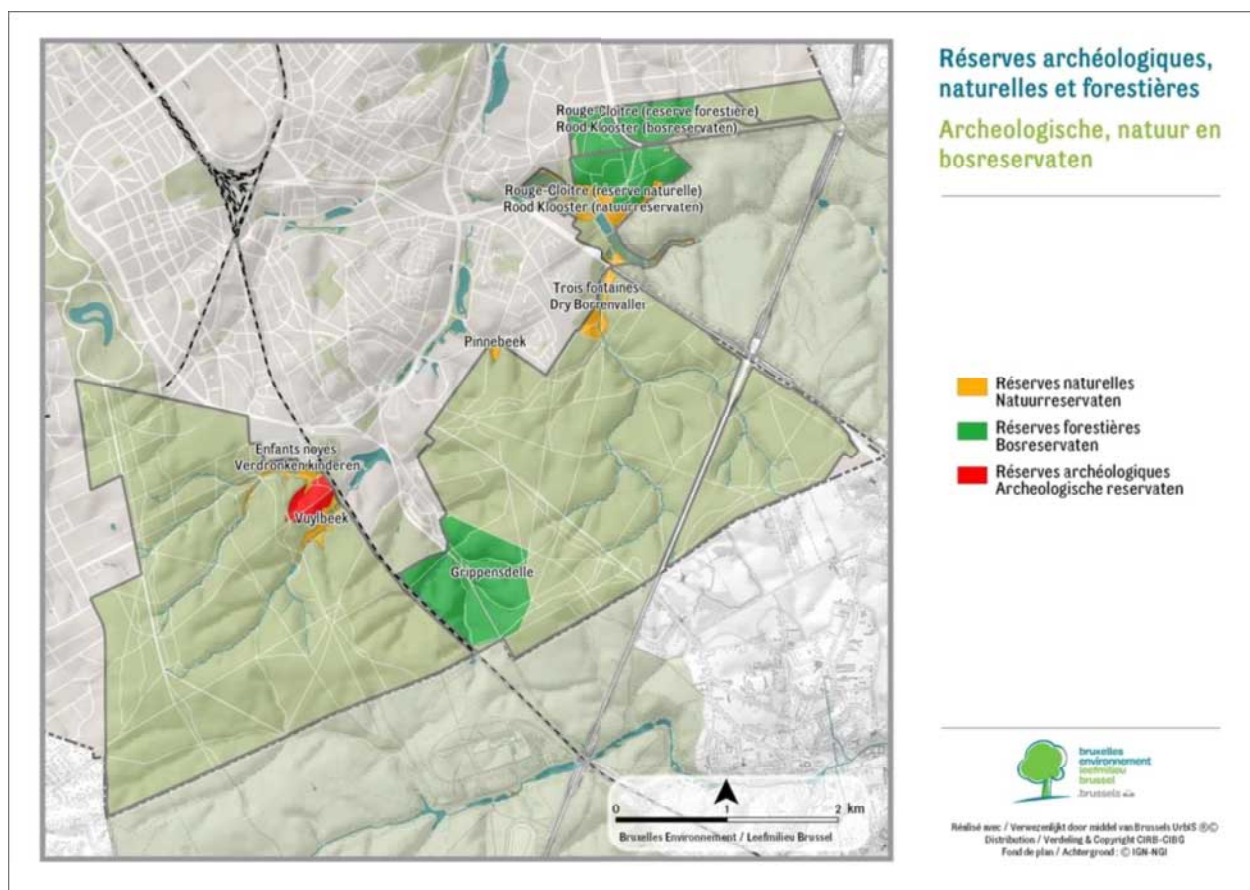 Réserves archéologiques,
naturelles et forestières
Archeologische, natuur en
bosreservaten
Rouge-Cloître (reserve forestière)
Rood Klooster (bosreservaten)
Rouge-Cloître (reserve naturelle)
Rood Klooster (natuurreservaten)
Trois fontaines
Dry Borrenvallei
Pinnebeek
Enfants noyes
Verdronken kinderen
Vuylbeek
Grippensdelle
Réserves naturelles
Natuurreservaten
Réserves forestières
Bosreservaten
Réserves archéologiques
Archeologische reservaten
0 1 2 km
Bruxelles Environnement / Leefmilieu Brussel
bruxelles
environnement
leefmilieu
brussel
.brussels
Réalisé avec / Verwezenlijkt door middel van Brussels UrbIS ®©
Distribution / Verdeling & Copyright CIRB-CIBG
Fond de plan / Achtergrond : © IGN-NGI